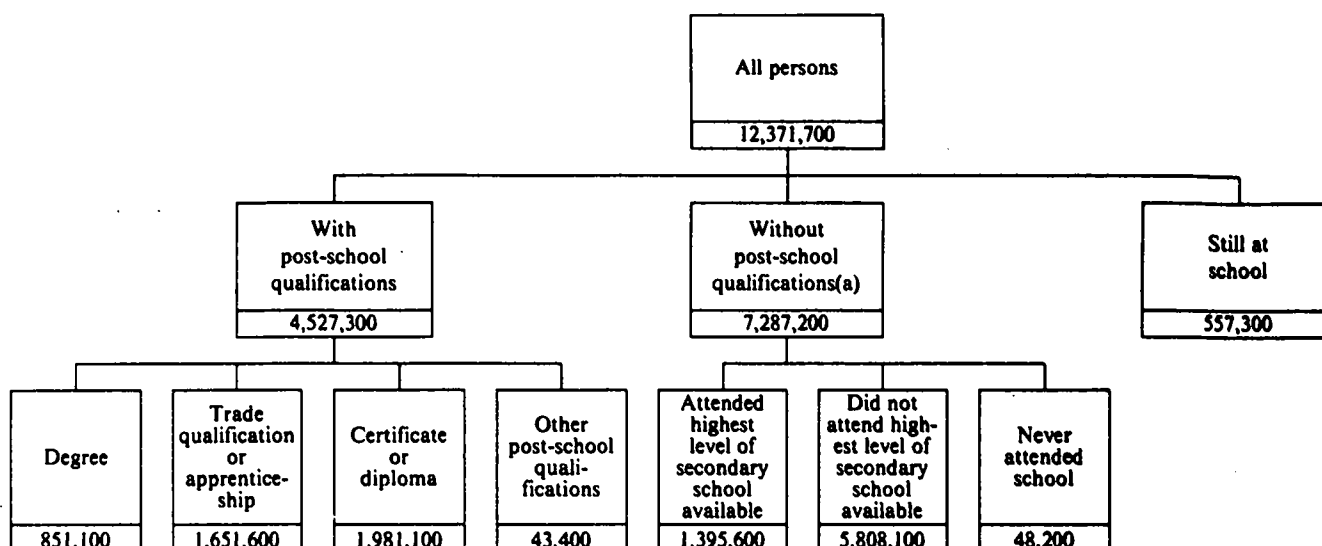 All persons
12,371,700
With
post-school
qualifications
4,527,300
Without
post-school
qualifications(a)
7,287,200
Still at
school
557,300
Degree
851,100
Trade
qualification
or
apprentice-
ship
1,651,600
Certificate
or
diploma
1,981,100
Other
post-school
quali-
fications
43,400
Attended
highest
level of
secondary
school
available
1,395,600
Did not
attend high-
est level of
secondary
school
available
5,808,100
Never
attended
school
48,200